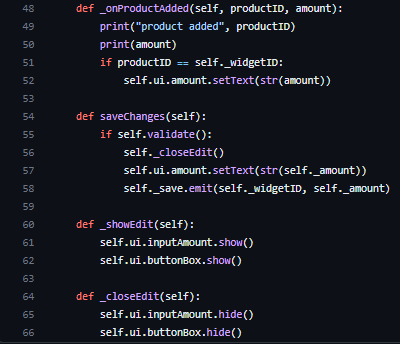 48 def _onProductAdded(self, productID, amount):
49 print("product added", productID)
50 print(amount)
51 if productID == self._widgetID:
52 self.ui.amount.setText(str(amount))
53
54 def saveChanges(self):
55 if self.validate():
56 self._closeEdit()
57 self.ui.amount.setText(str(self._amount))
58 self._save.emit(self._widgetID, self._amount)
59
60 def _showEdit(self):
61 self.ui.inputAmount.show()
62 self.ui.buttonBox.show()
63
64 def _closeEdit(self):
65 self.ui.inputAmount.hide()
66 self.ui.buttonBox.hide()